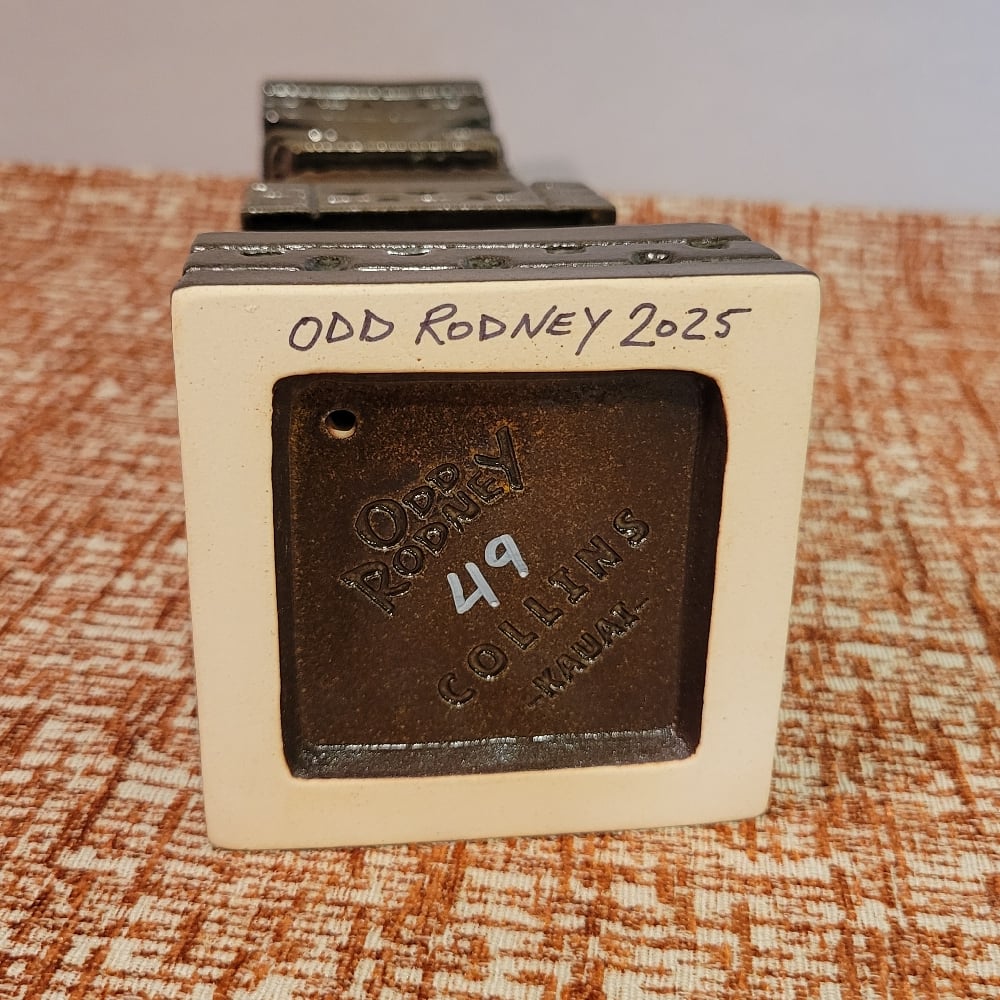 ODD RODNEY 2025
ODD
RODNEY
49
COLLINS
-KAUAI-